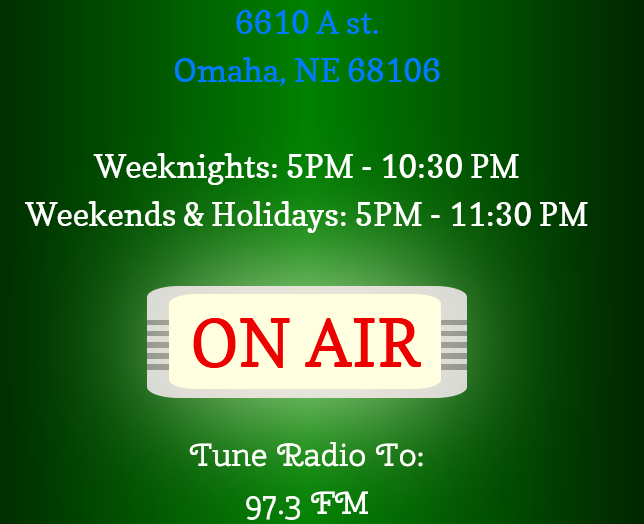 6610 A st.
Omaha, NE 68106
Weeknights: 5PM - 10:30 PM
Weekends & Holidays: 5PM - 11:30 PM
ON AIR
Tune Radio To:
97.3 FM